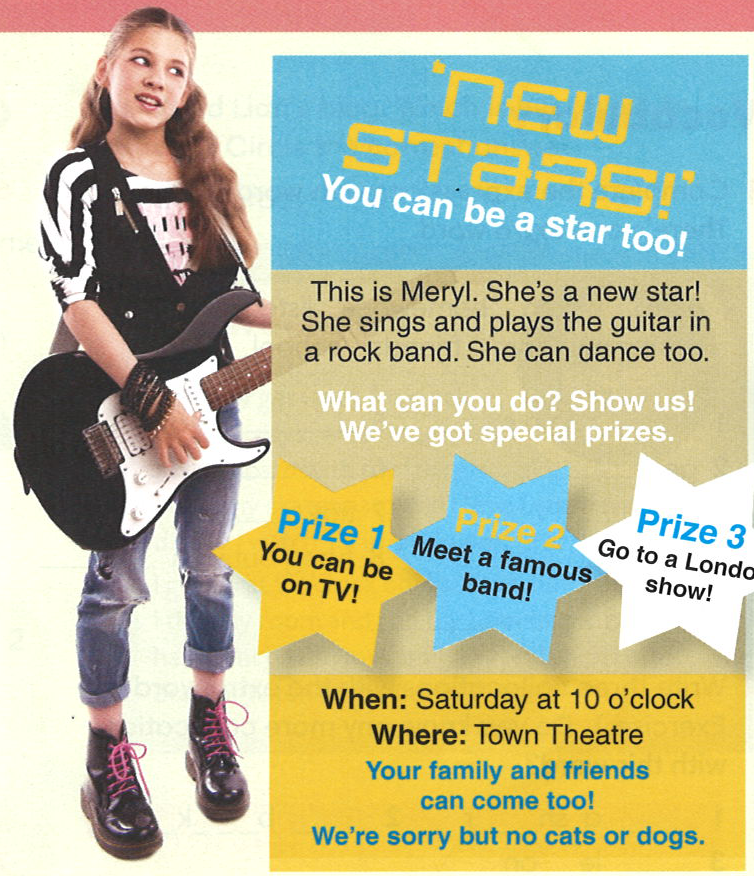 'NEW
STARS!'
You can be a star too!
This is Meryl. She's a new star!
She sings and plays the guitar in
a rock band. She can dance too.
What can you do? Show us!
We've got special prizes.
Prize 1
You can be
on TV!
Prize 2
Meet a famous
band!
Prize 3
Go to a Londo
show!
When: Saturday at 10 o'clock
Where: Town Theatre
Your family and friends
can come too!
We're sorry but no cats or dogs.